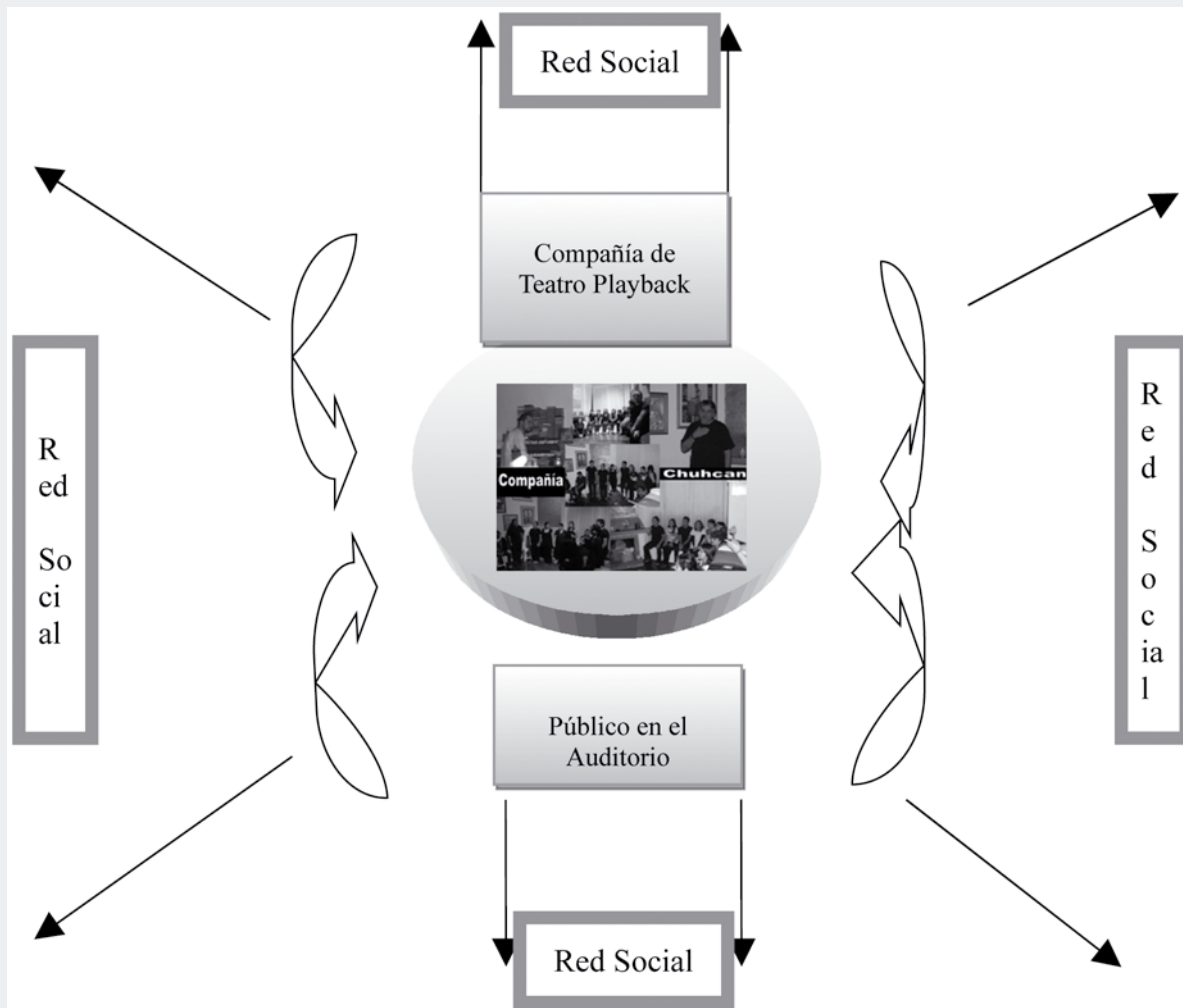 Red Social
Compañía de
Teatro Playback
R
ed
So
ci
al
Compañía
Chuhcan
R
e
d
S
o
c
ia
l
Público en el
Auditorio
Red Social